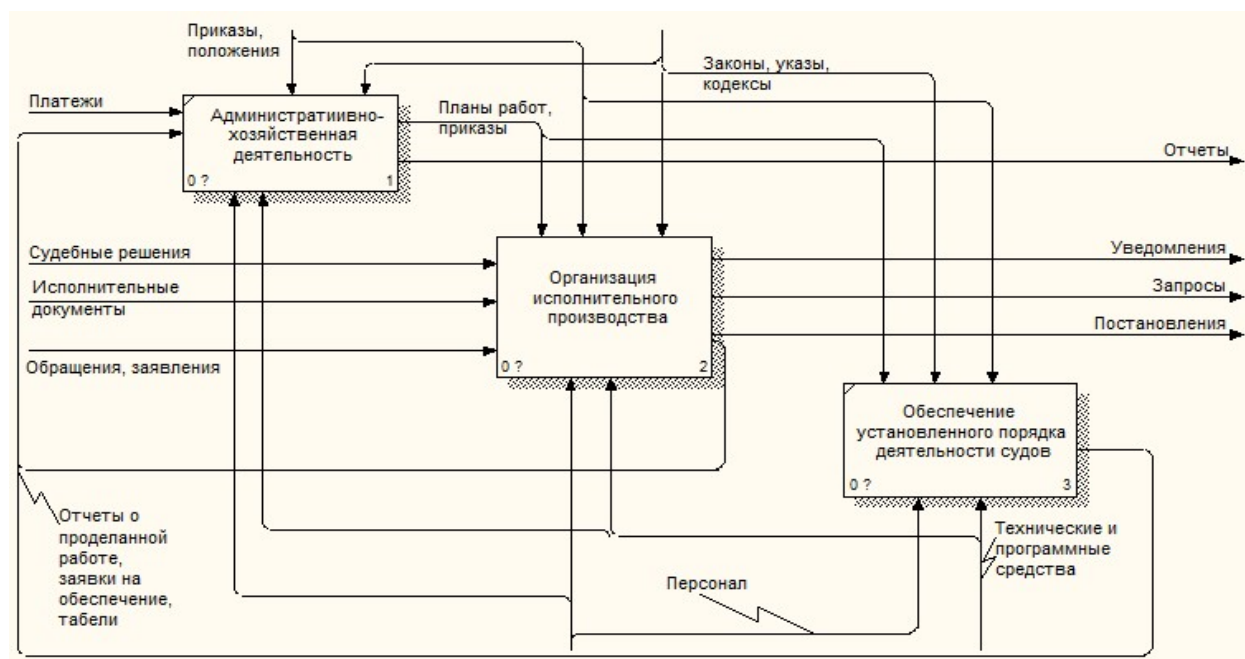 Приказы,
положения
Законы, указы,
кодексы
Платежи
Административно-
хозяйственная
деятельность
0 ?
1
Планы работ,
приказы
Отчеты
Судебные решения
Исполнительные
документы
Обращения, заявления
Организация
исполнительного
производства
0 ?
2
Уведомления
Запросы
Постановления
Обеспечение
установленного порядка
деятельности судов
0 ?
3
Отчеты о
проделанной
работе,
заявки на
обеспечение,
табели
Персонал
Технические и
программные
средства